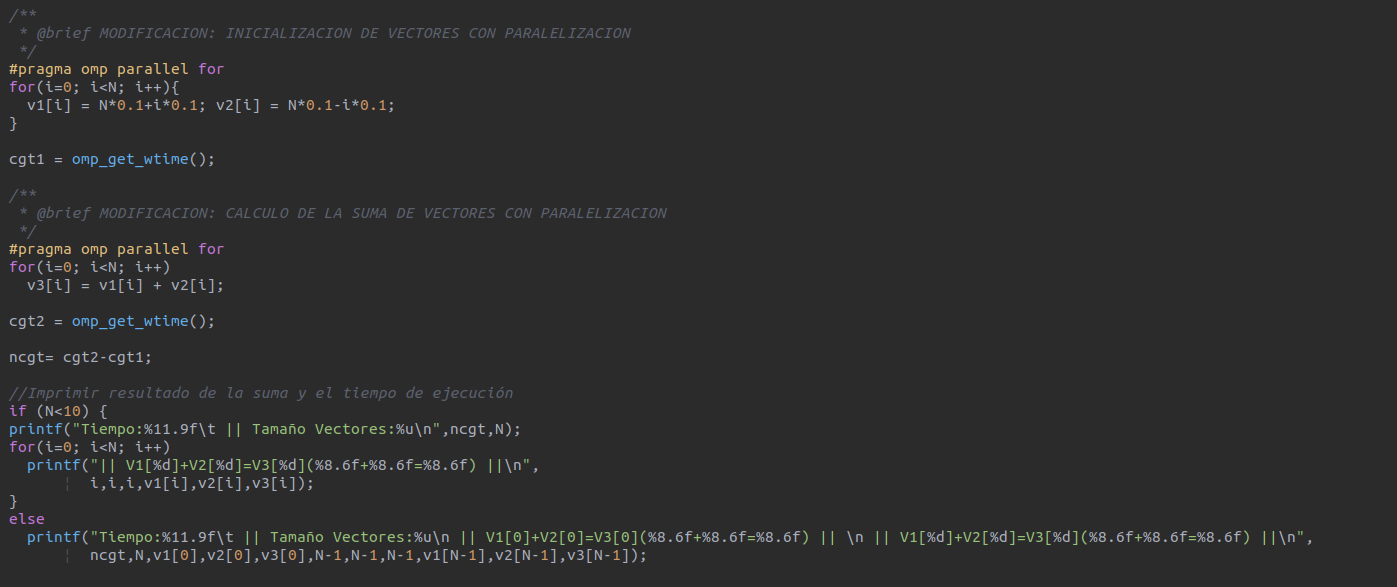 /**
 * @brief MODIFICACION: INICIALIZACION DE VECTORES CON PARALELIZACION
 */
#pragma omp parallel for
for(i=0; i<N; i++){
  v1[i] = N*0.1+i*0.1; v2[i] = N*0.1-i*0.1;
}
cgt1 = omp_get_wtime();
/**
 * @brief MODIFICACION: CALCULO DE LA SUMA DE VECTORES CON PARALELIZACION
 */
#pragma omp parallel for
for(i=0; i<N; i++)
  v3[i] = v1[i] + v2[i];
cgt2 = omp_get_wtime();
ncgt= cgt2-cgt1;
//Imprimir resultado de la suma y el tiempo de ejecución
if (N<10) {
printf("Tiempo:%11.9f\t || Tamaño Vectores:%u\n",ncgt,N);
for(i=0; i<N; i++)
  printf("|| V1[%d]+V2[%d]=V3[%d](%8.6f+%8.6f=%8.6f) ||\n",
         i,i,i,v1[i],v2[i],v3[i]);
}
else
  printf("Tiempo:%11.9f\t || Tamaño Vectores:%u\n || V1[0]+V2[0]=V3[0](%8.6f+%8.6f=%8.6f) || \n || V1[%d]+V2[%d]=V3[%d](%8.6f+%8.6f=%8.6f) ||\n",
         ncgt,N,v1[0],v2[0],v3[0],N-1,N-1,N-1,v1[N-1],v2[N-1],v3[N-1]);